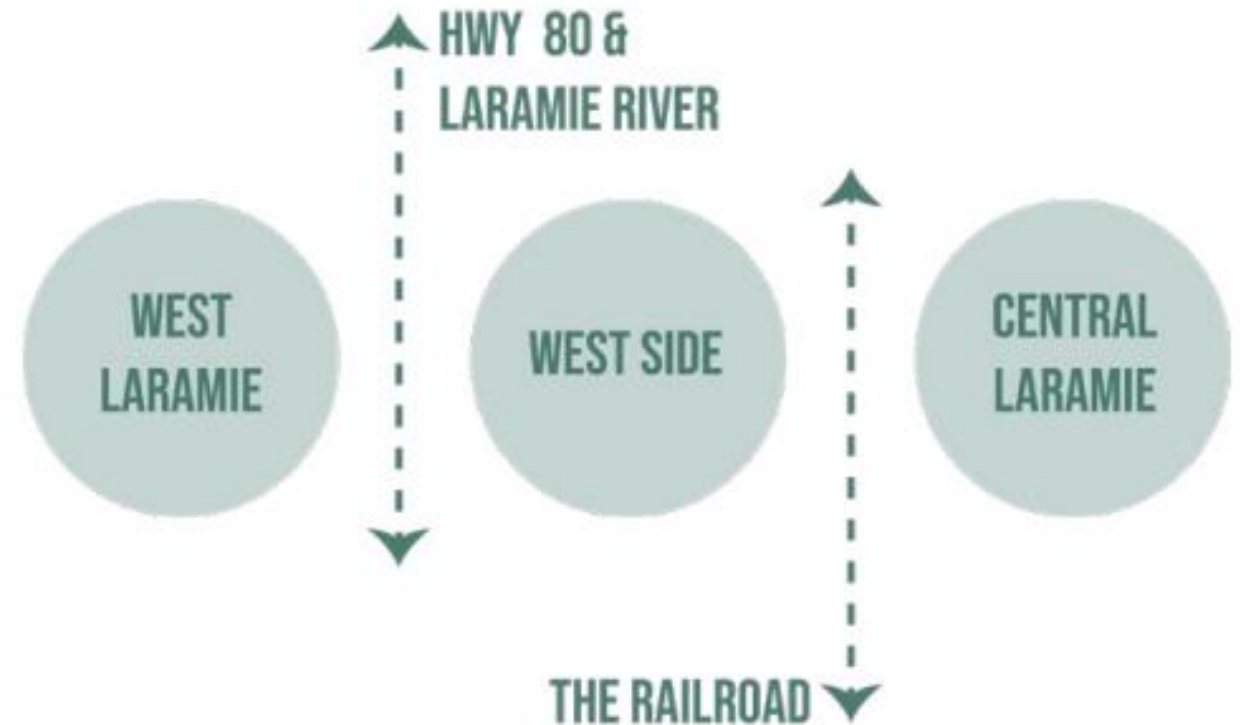 HWY 80 &
LARAMIE RIVER
WEST
LARAMIE
WEST SIDE
CENTRAL
LARAMIE
THE RAILROAD